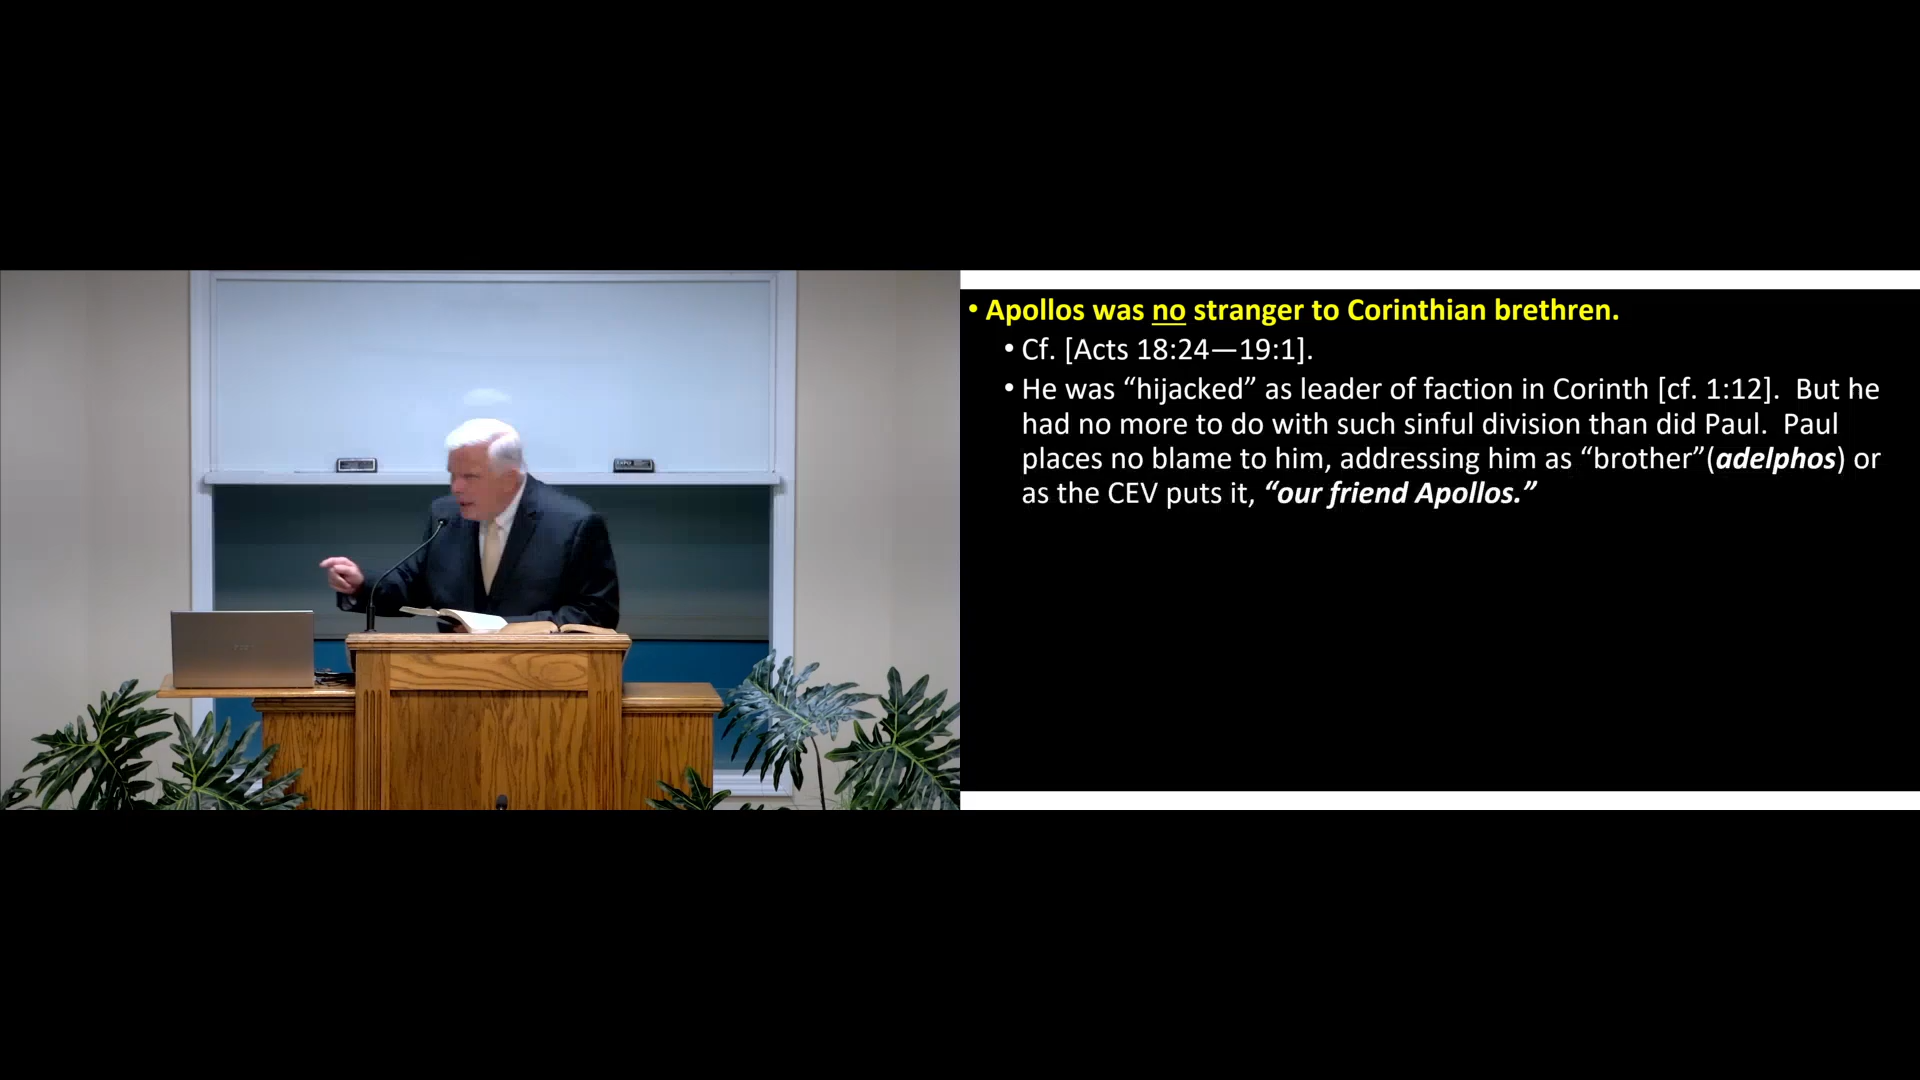 • Apollos was no stranger to Corinthian brethren.
• Cf. [Acts 18:24—19:1].
• He was “hijacked” as leader of faction in Corinth [cf. 1:12].  But he
had no more to do with such sinful division than did Paul.  Paul
places no blame to him, addressing him as “brother”(adelphos) or
as the CEV puts it, “our friend Apollos.”